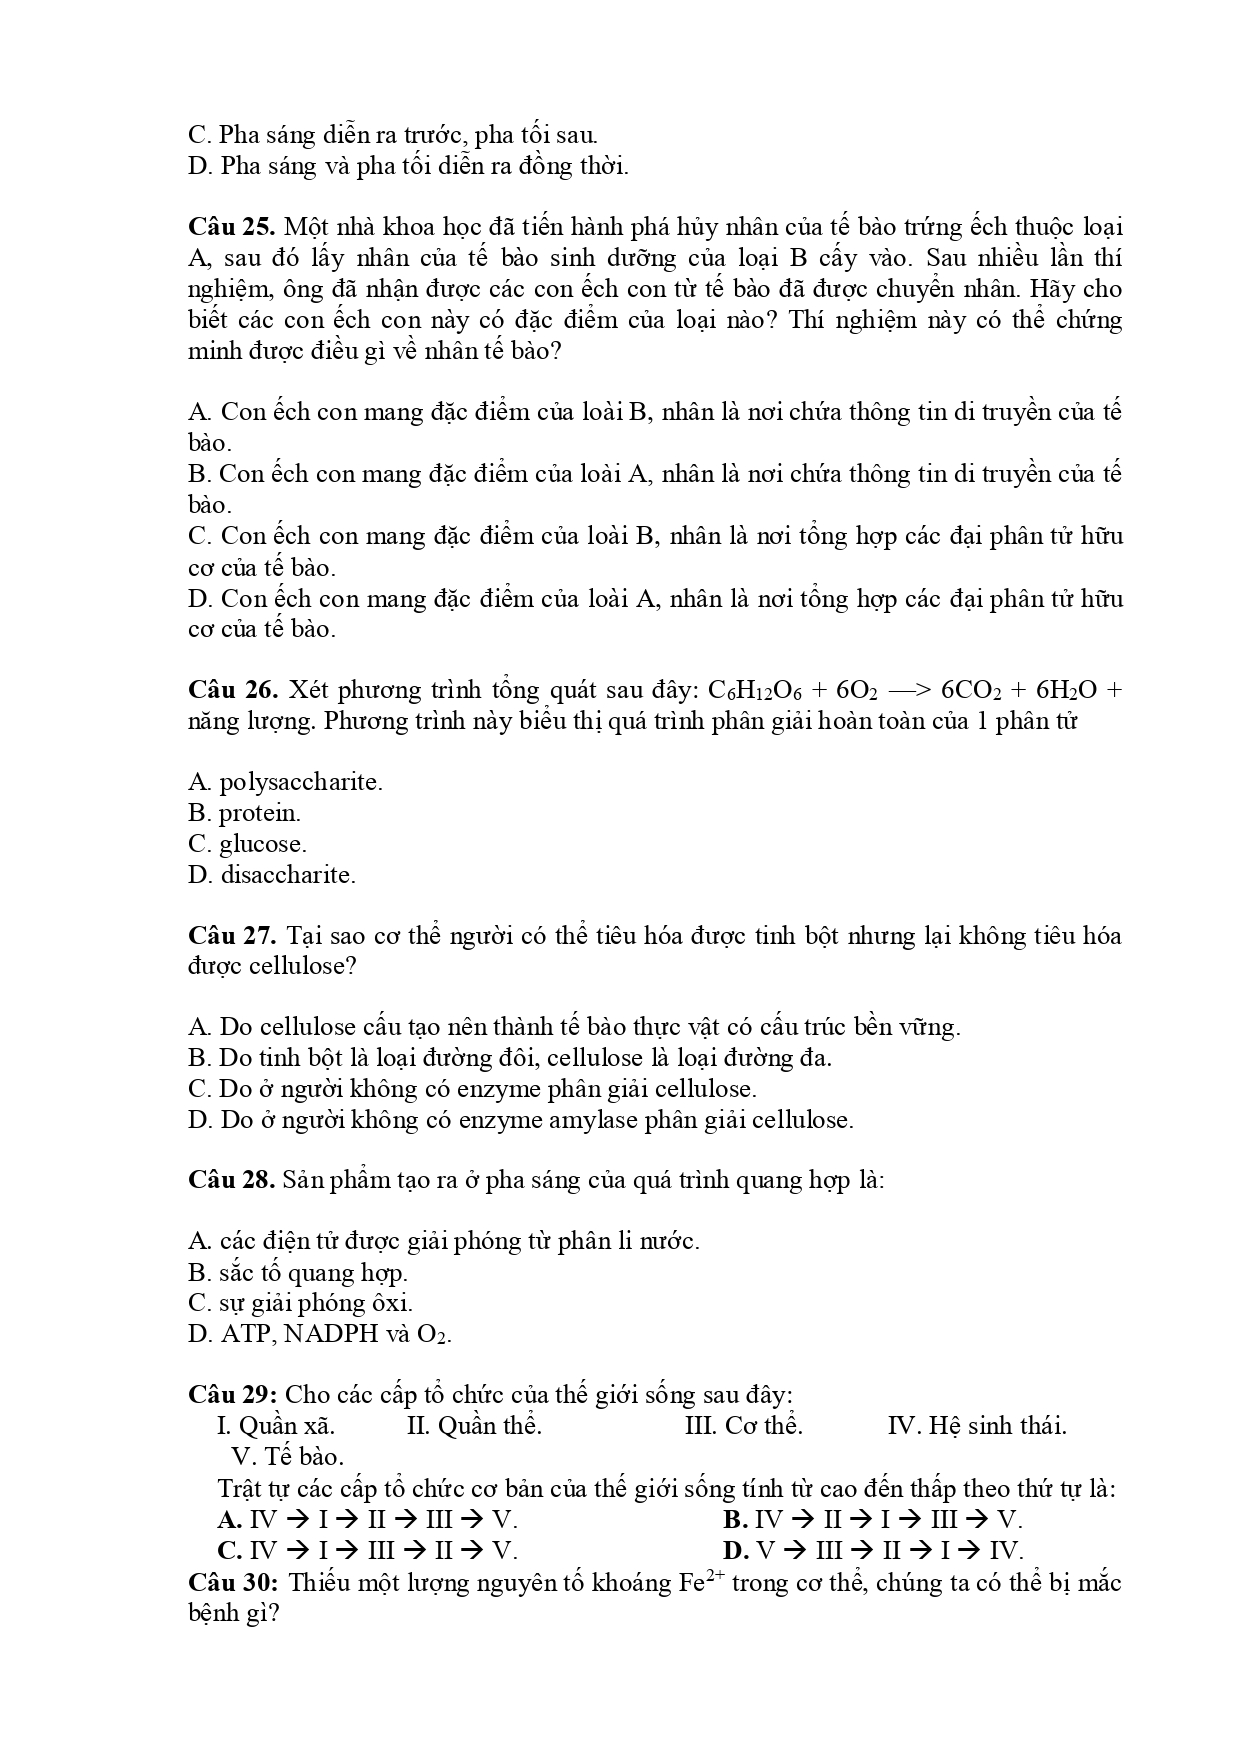 C. Pha sáng diễn ra trước, pha tối sau.
D. Pha sáng và pha tối diễn ra đồng thời.
Câu 25. Một nhà khoa học đã tiến hành phá hủy nhân của tế bào trứng ếch thuộc loại
A, sau đó lấy nhân của tế bào sinh dưỡng của loại B cấy vào. Sau nhiều lần thí
nghiệm, ông đã nhận được các con ếch con từ tế bào đã được chuyển nhân. Hãy cho
biết các con ếch con này có đặc điểm của loại nào? Thí nghiệm này có thể chứng
minh được điều gì về nhân tế bào?
A. Con ếch con mang đặc điểm của loài B, nhân là nơi chứa thông tin di truyền của tế
bào.
B. Con ếch con mang đặc điểm của loài A, nhân là nơi chứa thông tin di truyền của tế
bào.
C. Con ếch con mang đặc điểm của loài B, nhân là nơi tổng hợp các đại phân tử hữu
cơ của tế bào.
D. Con ếch con mang đặc điểm của loài A, nhân là nơi tổng hợp các đại phân tử hữu
cơ của tế bào.
Câu 26. Xét phương trình tổng quát sau đây: C₆H₁₂O₆ + 6O₂ —> 6CO₂ + 6H₂O +
năng lượng. Phương trình này biểu thị quá trình phân giải hoàn toàn của 1 phân tử
A. polysaccharite.
B. protein.
C. glucose.
D. disaccharite.
Câu 27. Tại sao cơ thể người có thể tiêu hóa được tinh bột nhưng lại không tiêu hóa
được cellulose?
A. Do cellulose cấu tạo nên thành tế bào thực vật có cấu trúc bền vững.
B. Do tinh bột là loại đường đôi, cellulose là loại đường đa.
C. Do ở người không có enzyme phân giải cellulose.
D. Do ở người không có enzyme amylase phân giải cellulose.
Câu 28. Sản phẩm tạo ra ở pha sáng của quá trình quang hợp là:
A. các điện tử được giải phóng từ phân li nước.
B. sắc tố quang hợp.
C. sự giải phóng ôxi.
D. ATP, NADPH và O₂.
Câu 29: Cho các cấp tổ chức của thế giới sống sau đây:
I. Quần xã. II. Quần thể. III. Cơ thể. IV. Hệ sinh thái.
V. Tế bào.
Trật tự các cấp tổ chức cơ bản của thế giới sống tính từ cao đến thấp theo thứ tự là:
A. IV → I → II → III → V. B. IV → II → I → III → V.
C. IV → I → III → II → V. D. V → III → II → I → IV.
Câu 30: Thiếu một lượng nguyên tố khoáng Fe²⁺ trong cơ thể, chúng ta có thể bị mắc
bệnh gì?